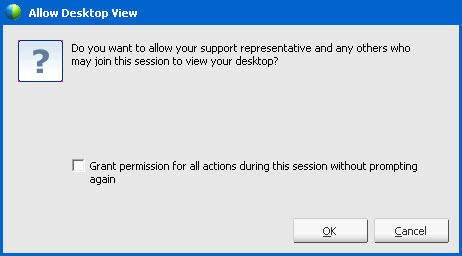 Allow Desktop View
Do you want to allow your support representative and any others who
may join this session to view your desktop?
?
Grant permission for all actions during this session without prompting
again
OK
Cancel